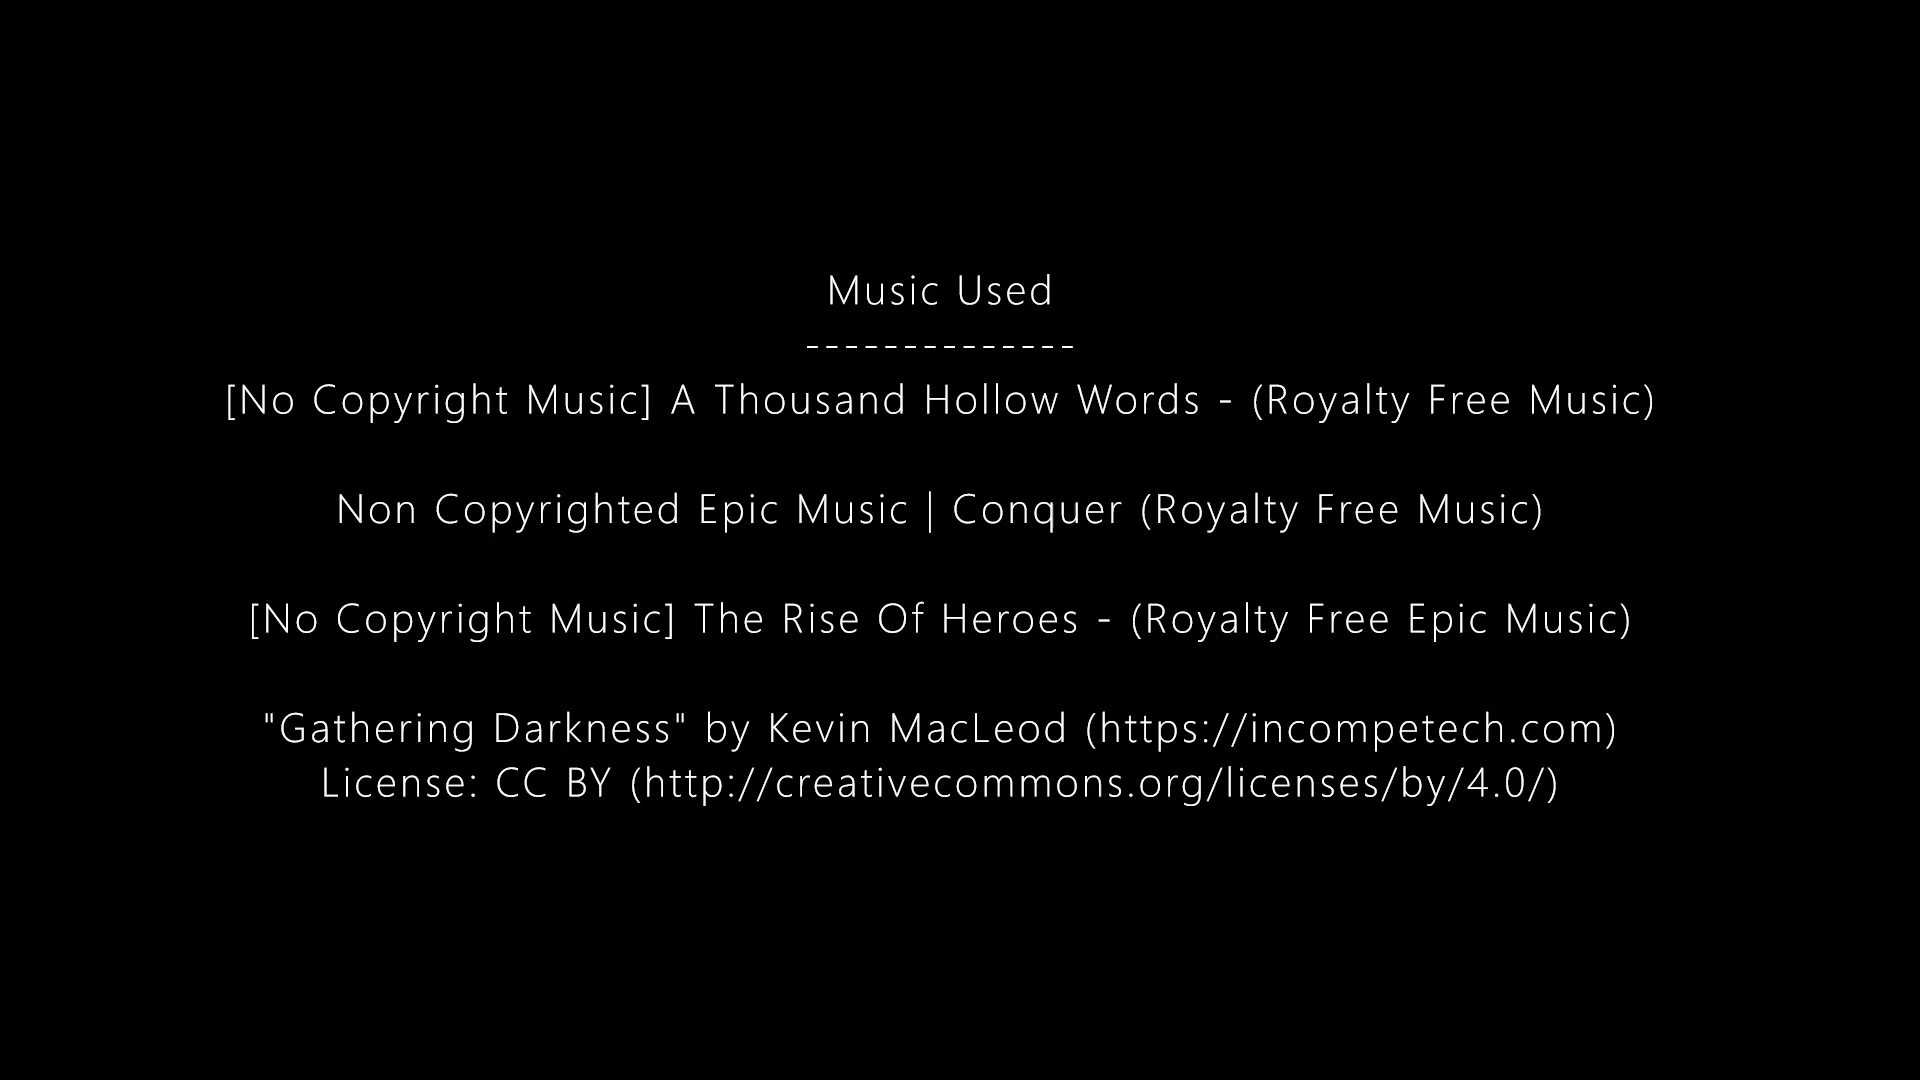 Music Used
--------------
[No Copyright Music] A Thousand Hollow Words - (Royalty Free Music)
Non Copyrighted Epic Music | Conquer (Royalty Free Music)
[No Copyright Music] The Rise Of Heroes - (Royalty Free Epic Music)
"Gathering Darkness" by Kevin MacLeod (https://incompetech.com)
License: CC BY (http://creativecommons.org/licenses/by/4.0/)